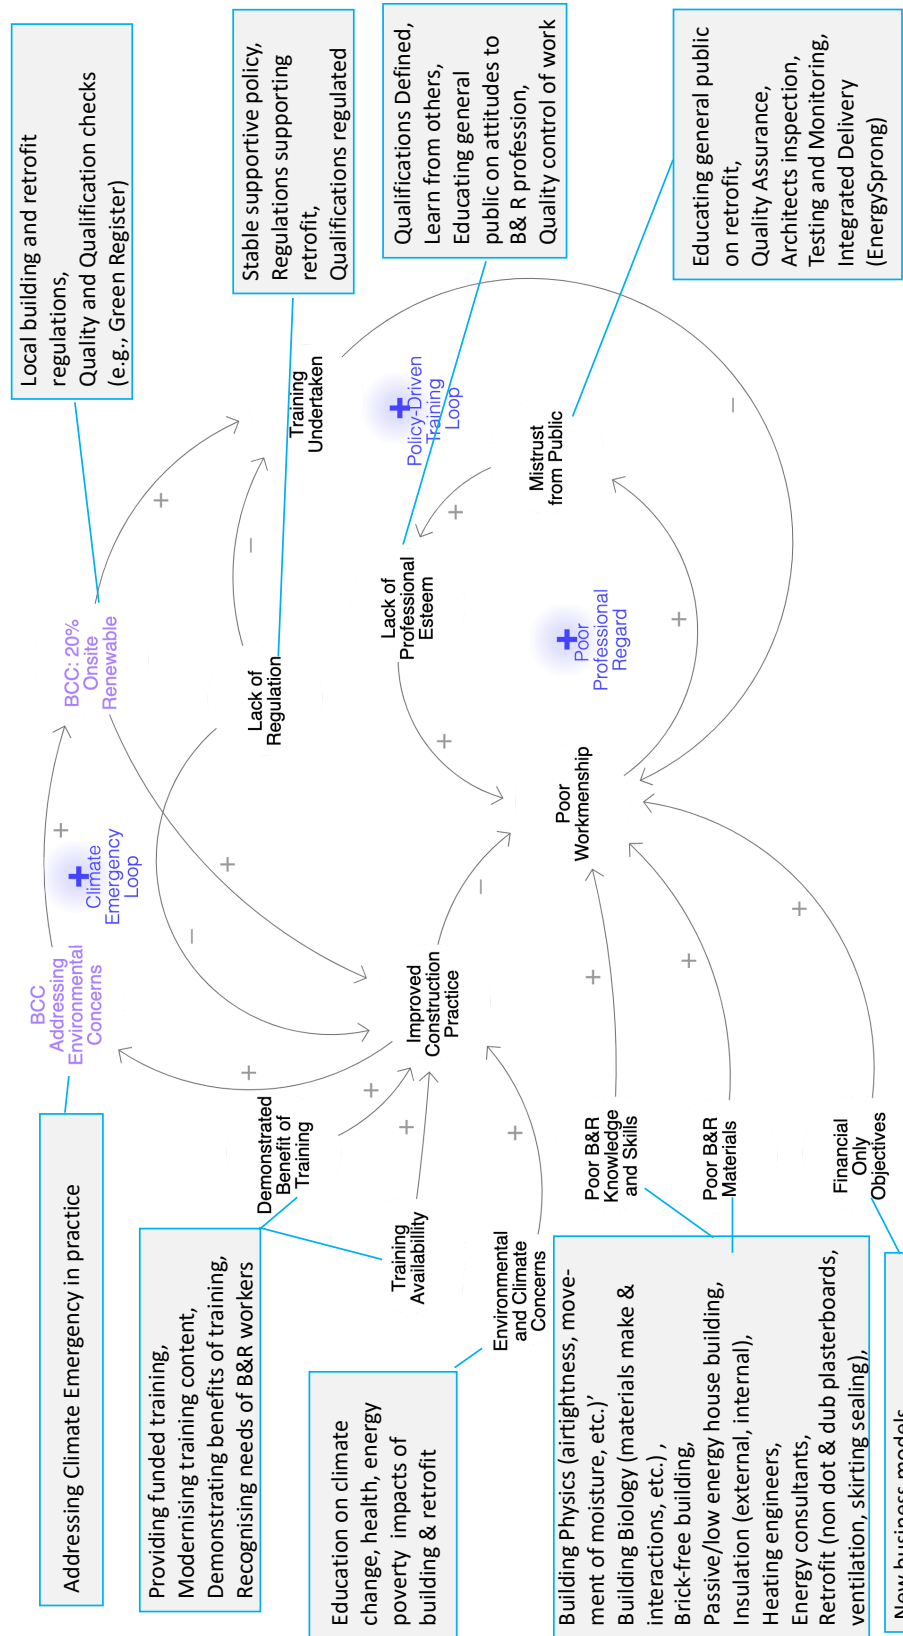 Addressing Climate Emergency in practice
BCC
Addressing
Environmental
Concerns
+
Climate
Emergency
Loop
BCC: 20%
Onsite
Renewable
Local building and retrofit
regulations,
Quality and Qualification checks
(e.g., Green Register)
Providing funded training,
Modernising training content,
Demonstrating benefits of training,
Recognising needs of B&R workers
Demonstrated
Benefit of
Training
+
–
+
Lack of
Regulation
–
+
Training
Undertaken
Stable supportive policy,
Regulations supporting
retrofit,
Qualifications regulated
Education on climate
change, health, energy
poverty impacts of
building & retrofit
Training
Availability
+
+
Improved
Construction
Practice
Lack of
Professional
Esteem
Policy-Driven
Training
Loop
Qualifications Defined,
Learn from others,
Educating general
public on attitudes to
B& R profession,
Quality control of work
Environmental
and Climate
Concerns
+
–
+
+
Mistrust
from Public
Building Physics (airtightness, move-
ment of moisture, etc.)’
Building Biology (materials make &
interactions, etc.) ,
Brick-free building,
Passive/low energy house building,
Insulation (external, internal),
Heating engineers,
Energy consultants,
Retrofit (non dot & dub plasterboards,
ventilation, skirting sealing),
Poor B&R
Knowledge
and Skills
+
Poor
Workmenship
Poor
Professional
Regard
+
–
Educating general public
on retrofit,
Quality Assurance,
Architects inspection,
Testing and Monitoring,
Integrated Delivery
(EnergySprong)
Poor B&R
Materials
+
Financial
Only
Objectives
+
New business models